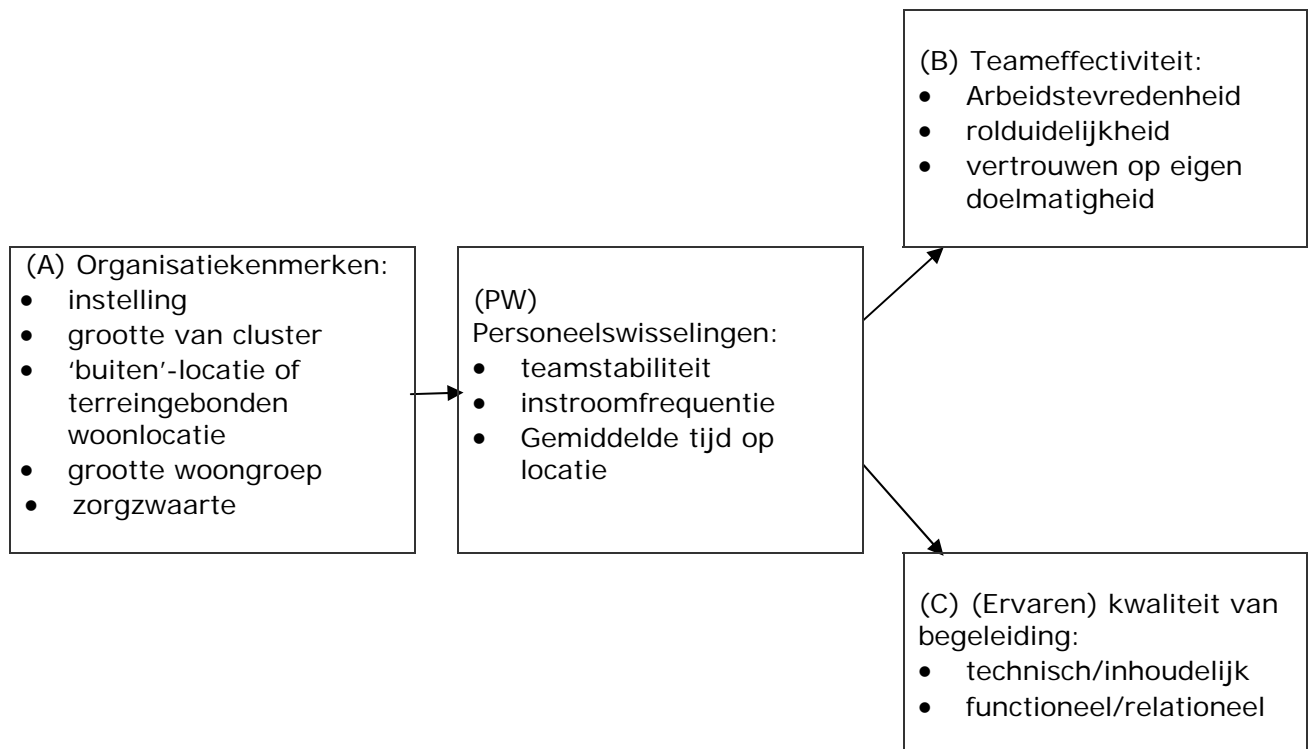 (A) Organisatiekenmerken:
• instelling
• grootte van cluster
• ‘buiten’-locatie of
terreingebonden
woonlocatie
• grootte woongroep
• zorgzwaarte
(PW)
Personeelswisselingen:
• teamstabiliteit
• instroomfrequentie
• Gemiddelde tijd op
locatie
(B) Teameffectiviteit:
• Arbeidstevredenheid
• rolduidelijkheid
• vertrouwen op eigen
doelmatigheid
(C) (Ervaren) kwaliteit van
begeleiding:
• technisch/inhoudelijk
• functioneel/relationeel